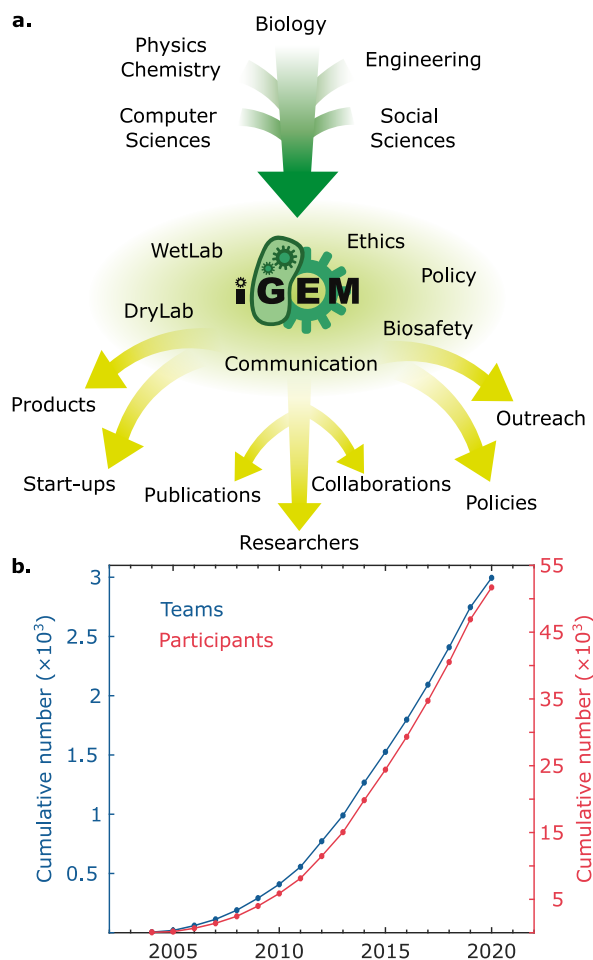 a.
Biology
Physics
Chemistry
Engineering
Computer
Sciences
Social
Sciences
WetLab
Ethics
iGEM
Policy
DryLab
Biosafety
Communication
Products
Outreach
Start-ups
Publications
Collaborations
Policies
Researchers
b.
Teams
Participants
Cumulative number (×10³)
3
2.5
2
1.5
1
0.5
55
45
35
25
15
5
Cumulative number (×10³)
2005
2010
2015
2020